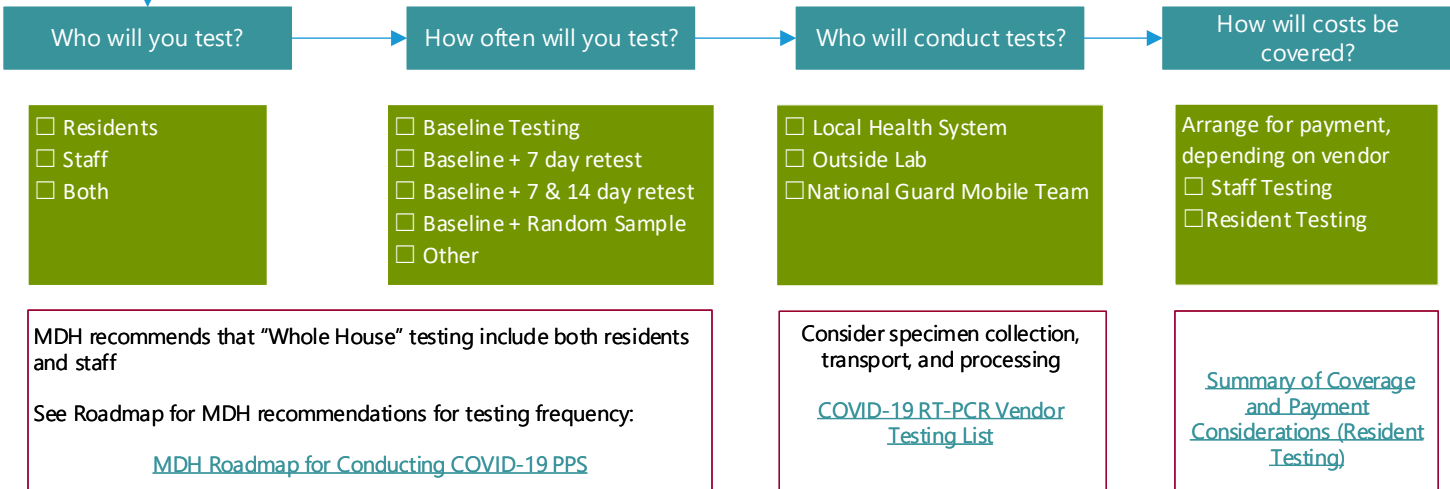 Who will you test?
How often will you test?
Who will conduct tests?
How will costs be
covered?
☐ Residents
☐ Staff
☐ Both
☐ Baseline Testing
☐ Baseline + 7 day retest
☐ Baseline + 7 & 14 day retest
☐ Baseline + Random Sample
☐ Other
☐ Local Health System
☐ Outside Lab
☐National Guard Mobile Team
Arrange for payment,
depending on vendor
☐ Staff Testing
☐Resident Testing
MDH recommends that “Whole House” testing include both residents
and staff
See Roadmap for MDH recommendations for testing frequency:
MDH Roadmap for Conducting COVID-19 PPS
Consider specimen collection,
transport, and processing
COVID-19 RT-PCR Vendor
Testing List
Summary of Coverage
and Payment
Considerations (Resident
Testing)